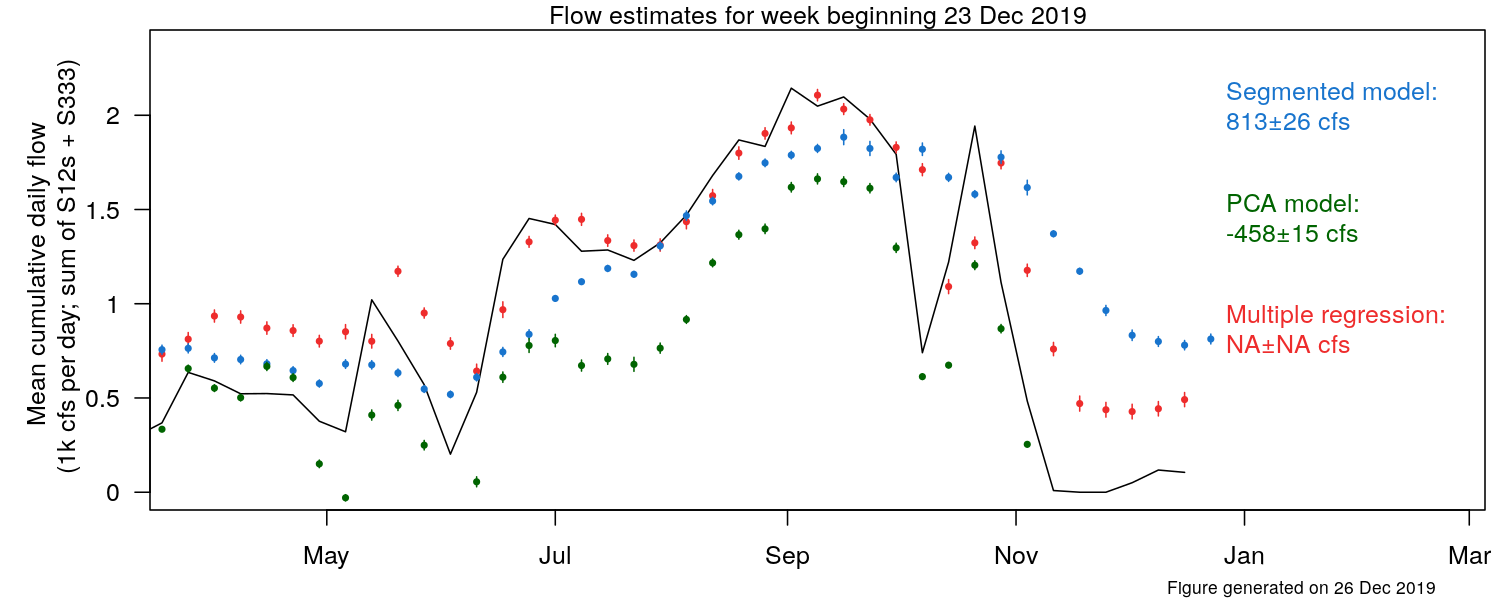 Flow estimates for week beginning 23 Dec 2019
Mean cumulative daily flow
(1k cfs per day; sum of S12s + S333)
2
1.5
1
0.5
0
Segmented model:
813±26 cfs
PCA model:
-458±15 cfs
Multiple regression:
NA±NA cfs
May Jul Sep Nov Jan Mar
Figure generated on 26 Dec 2019